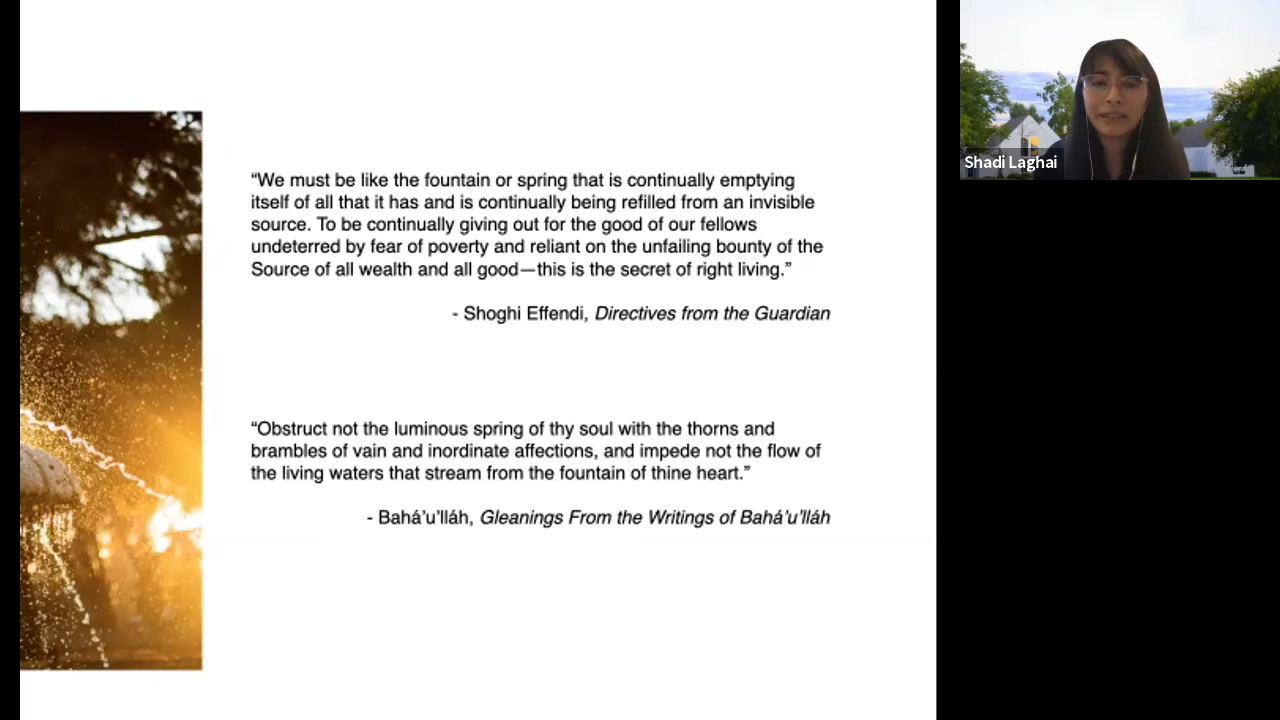 “We must be like the fountain or spring that is continually emptying
itself of all that it has and is continually being refilled from an invisible
source. To be continually giving out for the good of our fellows
undeterred by fear of poverty and reliant on the unfailing bounty of the
Source of all wealth and all good—this is the secret of right living.”
- Shoghi Effendi, Directives from the Guardian
“Obstruct not the luminous spring of thy soul with the thorns and
brambles of vain and inordinate affections, and impede not the flow of
the living waters that stream from the fountain of thine heart.”
- Bahá’u’lláh, Gleanings From the Writings of Bahá’u’lláh
Shadi Laghai